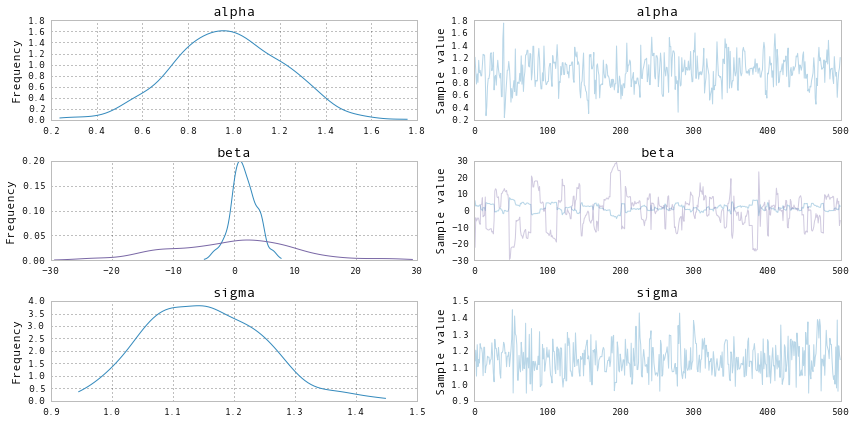 alpha
Frequency
1.8
1.6
1.4
1.2
1.0
0.8
0.6
0.4
0.2
0.0
0.2 0.4 0.6 0.8 1.0 1.2 1.4 1.6 1.8
alpha
Sample value
1.8
1.6
1.4
1.2
1.0
0.8
0.6
0.4
0.2
0 100 200 300 400 500
beta
Frequency
0.20
0.15
0.10
0.05
0.00
−30 −20 −10 0 10 20 30
beta
Sample value
30
20
10
0
−10
−20
−30
0 100 200 300 400 500
sigma
Frequency
4.0
3.5
3.0
2.5
2.0
1.5
1.0
0.5
0.0
0.9 1.0 1.1 1.2 1.3 1.4 1.5
sigma
Sample value
1.5
1.4
1.3
1.2
1.1
1.0
0.9
0 100 200 300 400 500